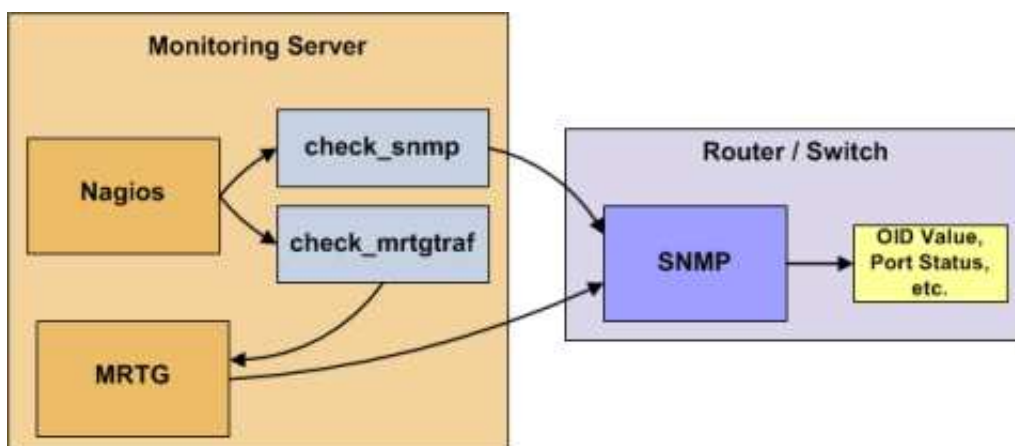 Monitoring Server
Nagios
check_snmp
check_mrtgtraf
MRTG
Router / Switch
SNMP
OID Value,
Port Status,
etc.